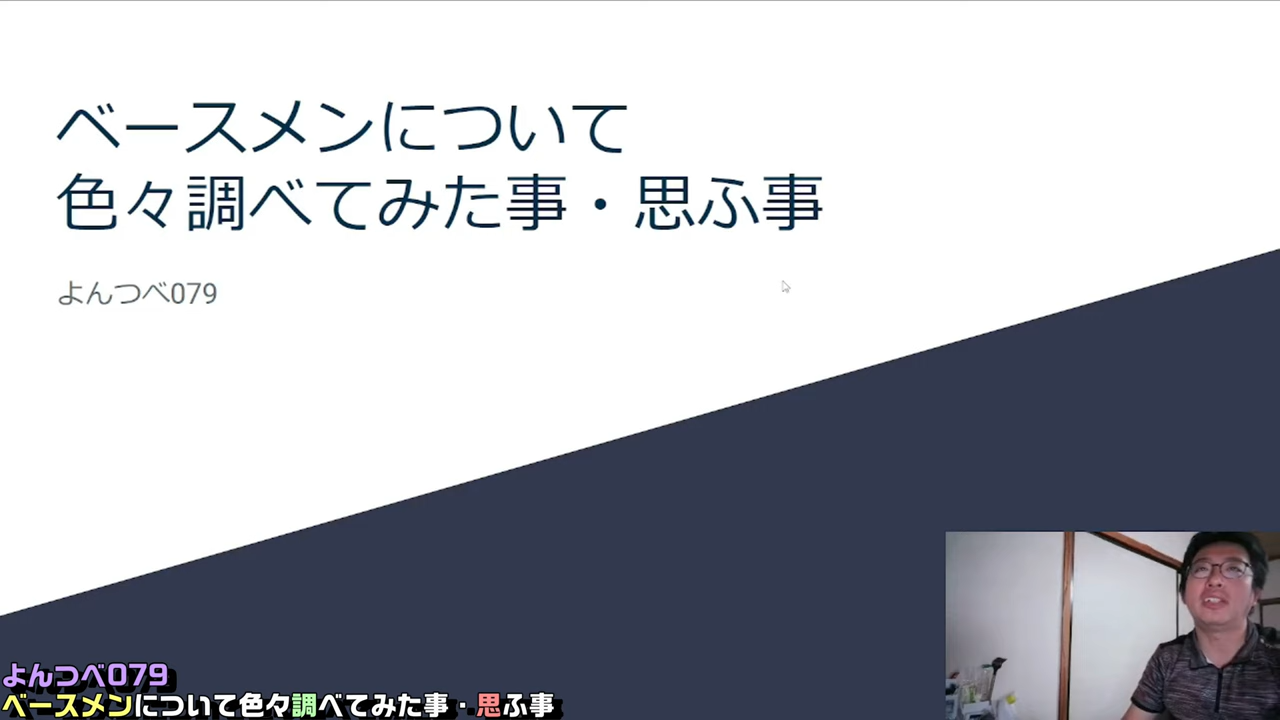 ベースメンについて
色々調べてみた事・思ふ事
よんつべ079
よんつべ079
ベースメンについて色々調べてみた事・思ふ事